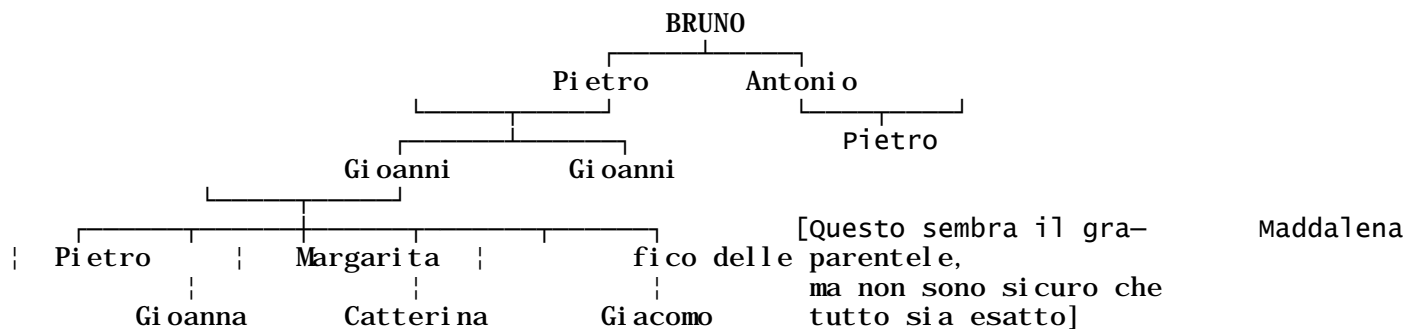 BRUNO
Pietro Antonio
Pietro
Gioanni Gioanni
[Questo sembra il gra– Maddalena
¦ Pietro ¦ Margarita ¦ fico delle parentele,
¦ ¦ ¦ ma non sono sicuro che
Gioanna Catterina Giacomo tutto sia esatto]